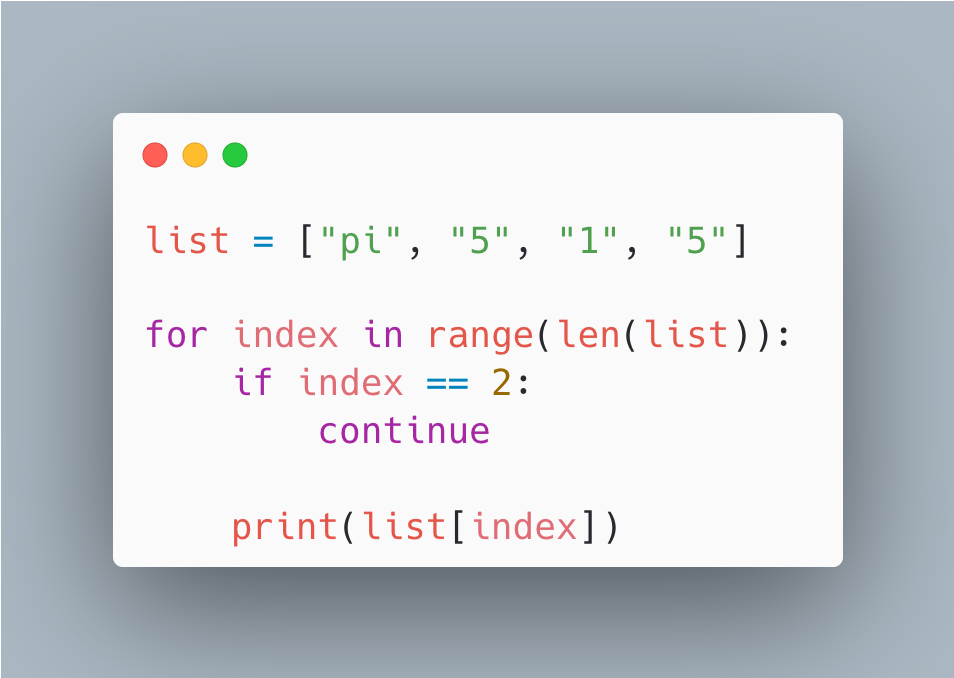 list = ["pi", "5", "1", "5"]
for index in range(len(list)):
    if index == 2:
        continue
    print(list[index])